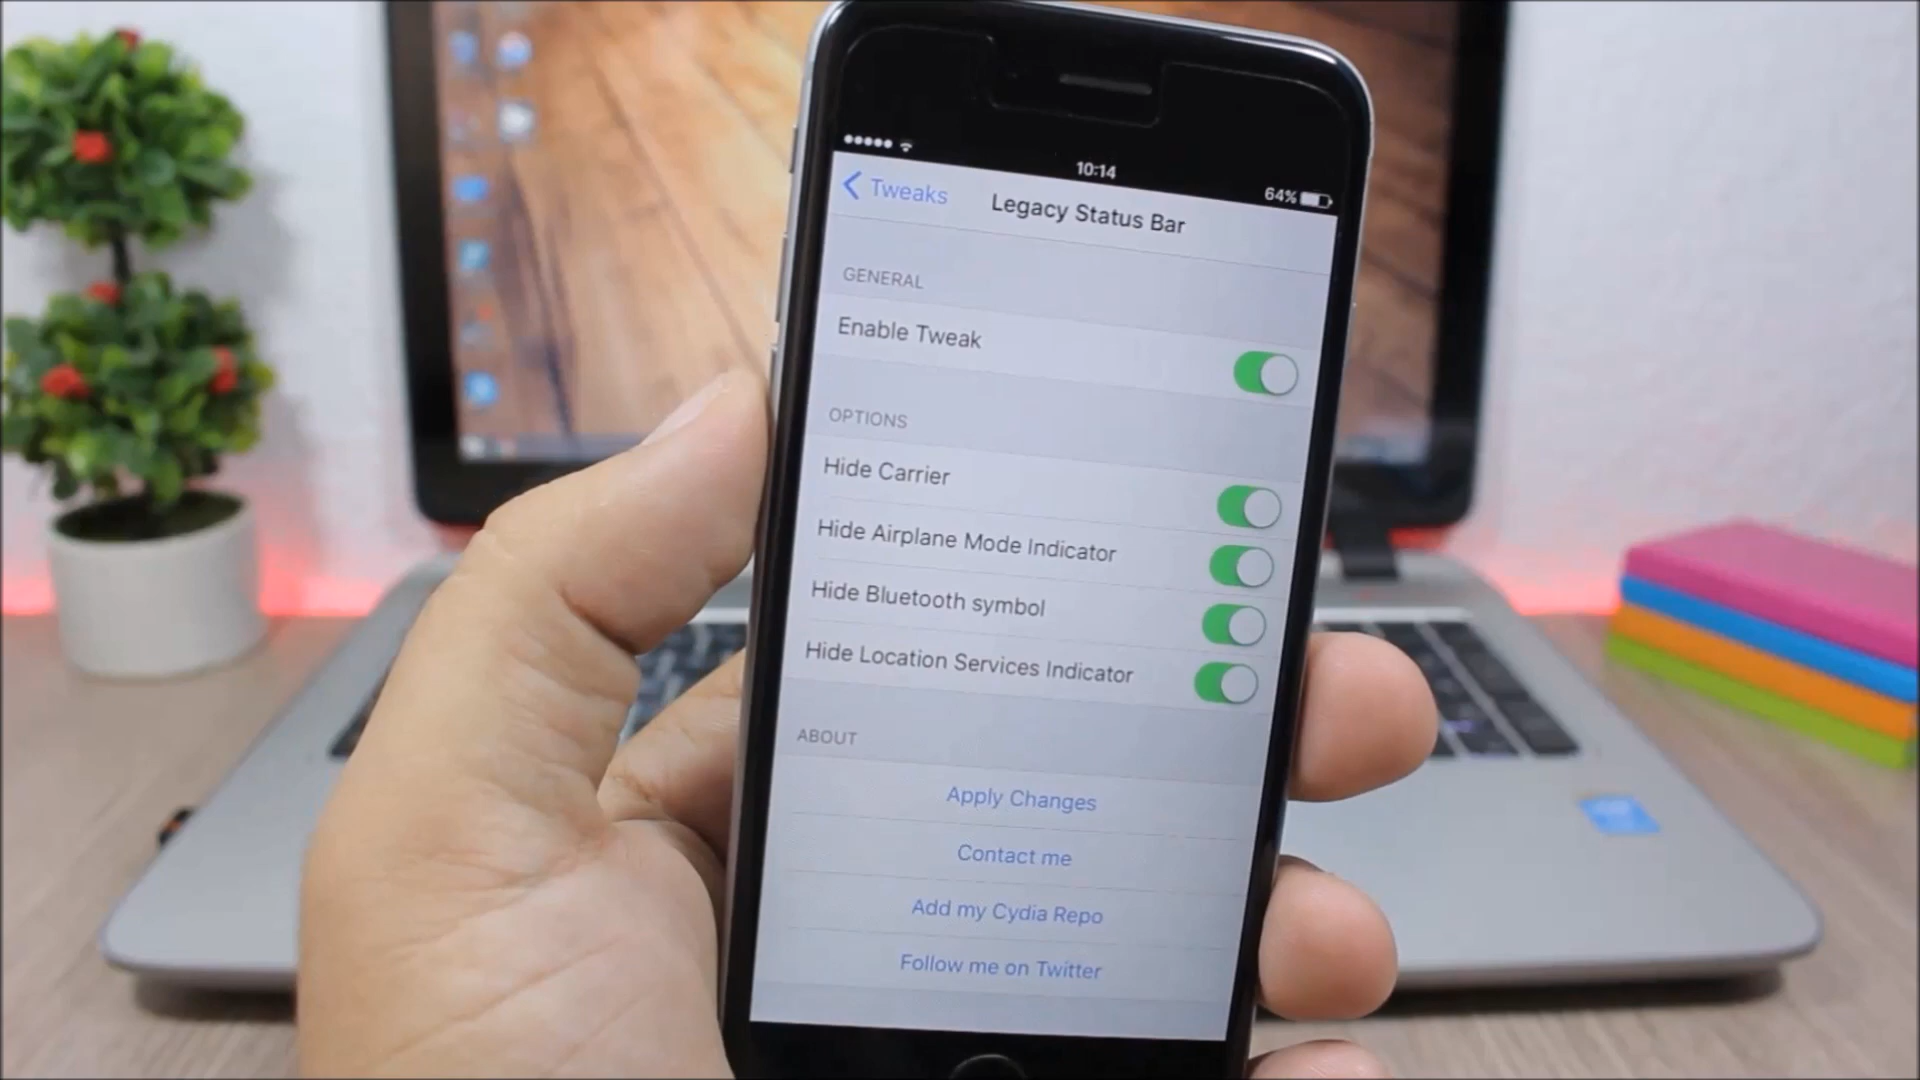 10:14
64%
Tweaks
Legacy Status Bar
GENERAL
Enable Tweak
OPTIONS
Hide Carrier
Hide Airplane Mode Indicator
Hide Bluetooth symbol
Hide Location Services Indicator
ABOUT
Apply Changes
Contact me
Add my Cydia Repo
Follow me on Twitter